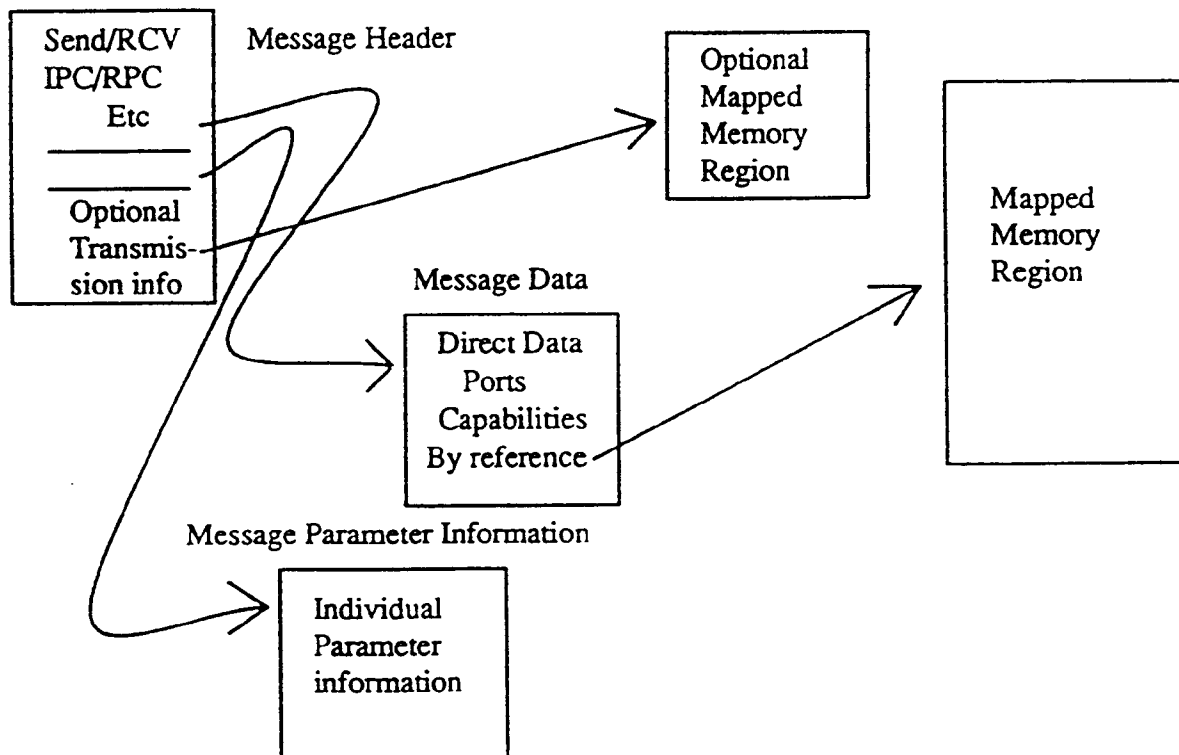 Send/RCV
IPC/RPC
Etc
Optional
Transmis-
sion info
Message Header
Optional
Mapped
Memory
Region
Mapped
Memory
Region
Message Data
Direct Data
Ports
Capabilities
By reference
Message Parameter Information
Individual
Parameter
information